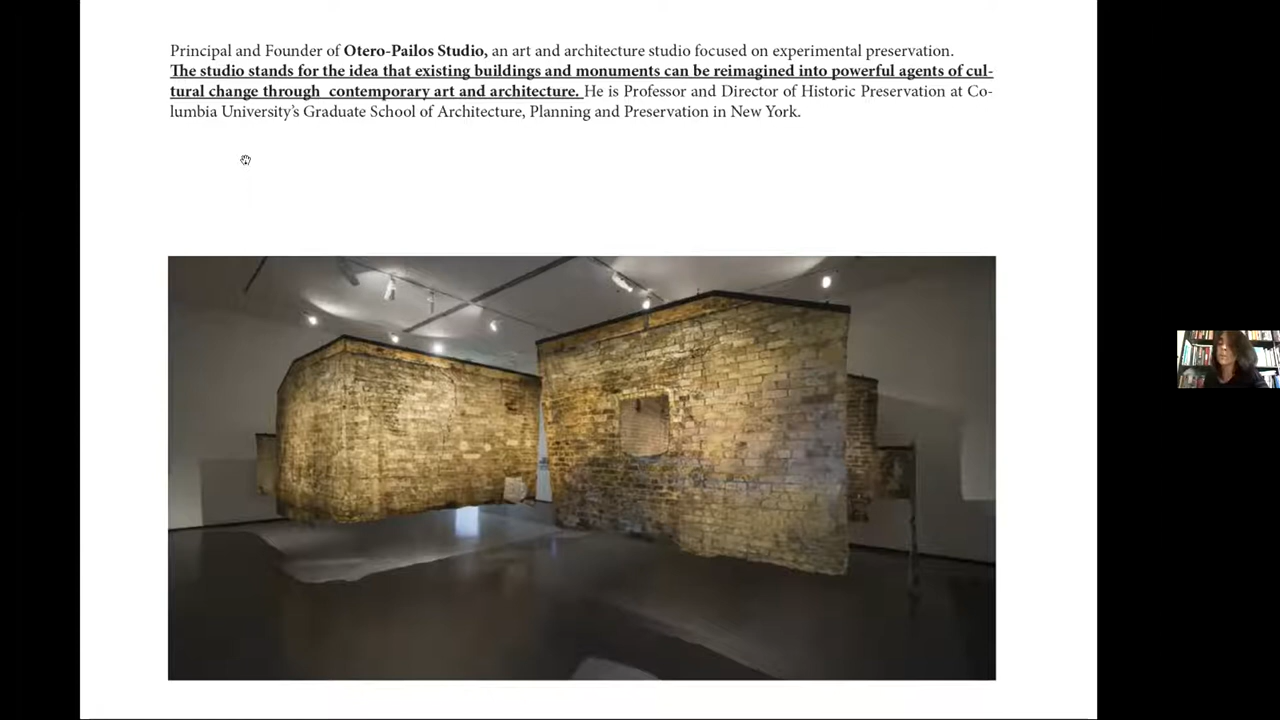 Principal and Founder of Otero-Pailos Studio, an art and architecture studio focused on experimental preservation.
The studio stands for the idea that existing buildings and monuments can be reimagined into powerful agents of cul-
tural change through  contemporary art and architecture. He is Professor and Director of Historic Preservation at Co-
lumbia University’s Graduate School of Architecture, Planning and Preservation in New York.